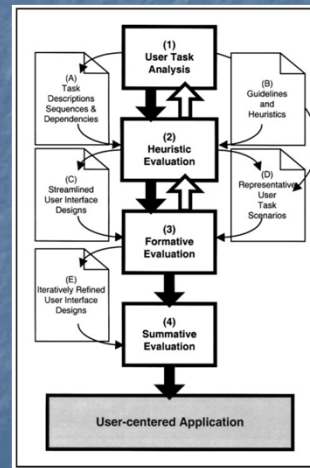 (1)
User Task
Analysis
(A)
Task
Descriptions
Sequences &
Dependencies
(B)
Guidelines
and
Heuristics
(2)
Heuristic
Evaluation
(C)
Streamlined
User Interface
Designs
(D)
Representative
User
Task
Scenarios
(3)
Formative
Evaluation
(E)
Iteratively Refined
User Interface
Designs
(4)
Summative
Evaluation
User-centered Application